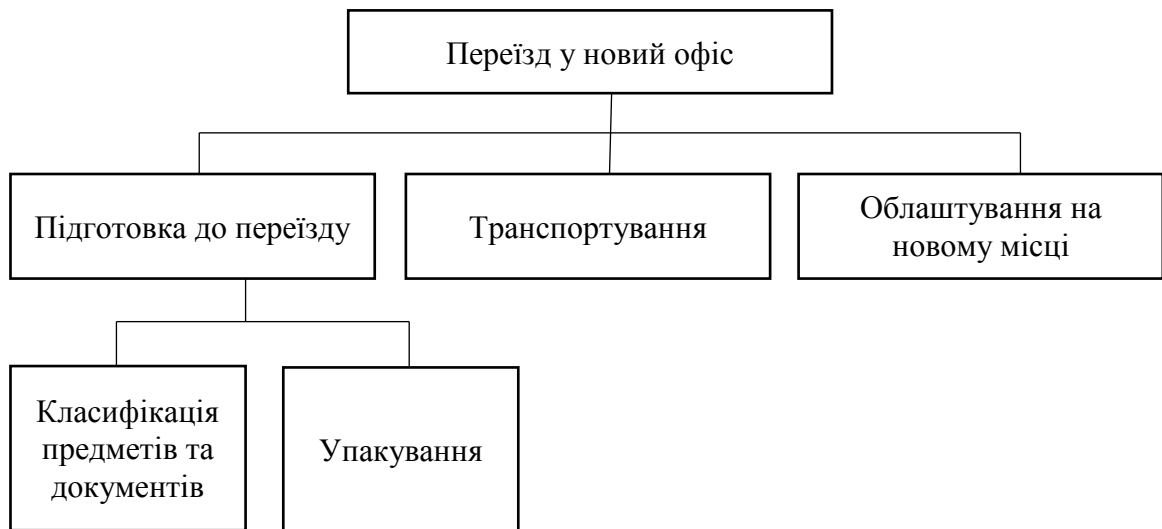 Переїзд у новий офіс
Підготовка до переїзду
Транспортування
Облаштування на
новому місці
Класифікація
предметів та
документів
Упакування